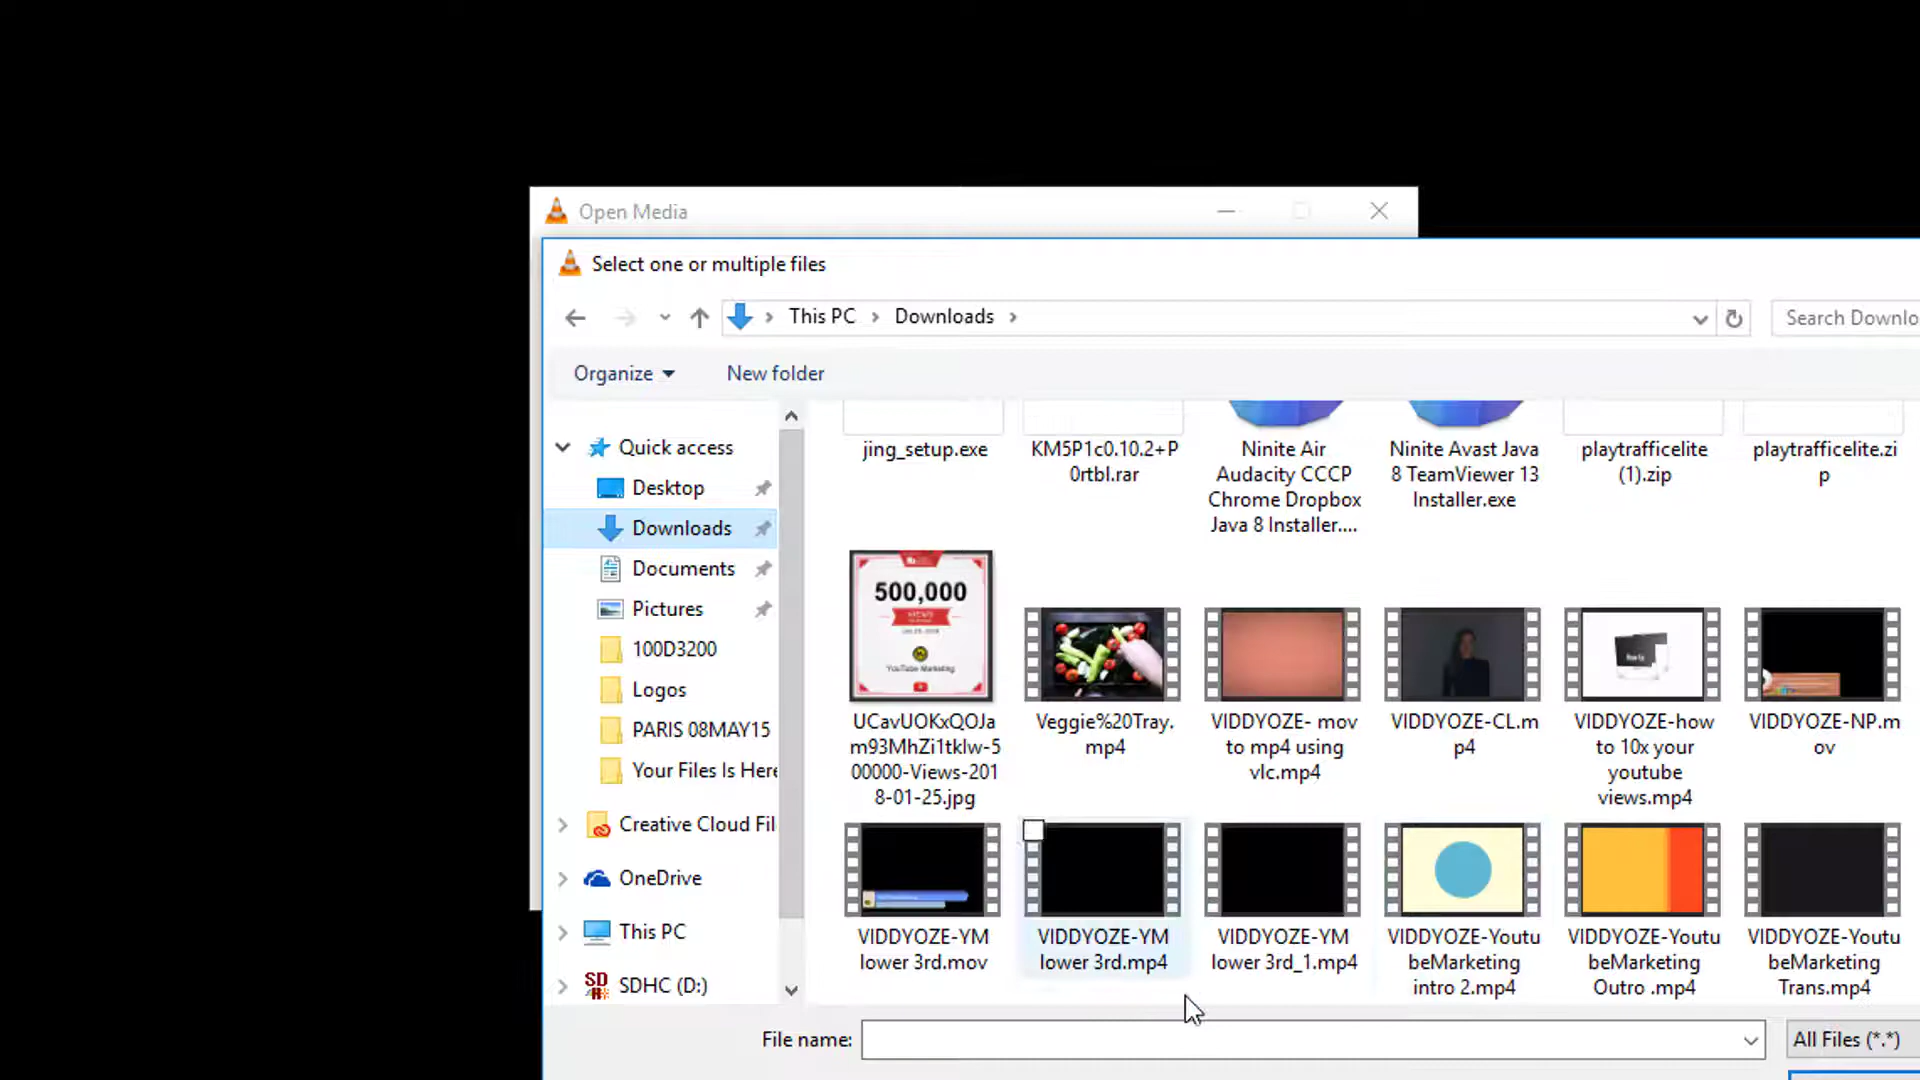 Open Media
Select one or multiple files
This PC
Downloads
Search Downlo
Organize
New folder
Quick access
Desktop
Downloads
Documents
Pictures
100D3200
Logos
PARIS 08MAY15
Your Files Is Here
Creative Cloud Fil
OneDrive
This PC
SDHC (D:)
jing_setup.exe
KM5P1c0.10.2+P
0rtbl.rar
Ninite Air
Audacity CCCP
Chrome Dropbox
Java 8 Installer....
Ninite Avast Java
8 TeamViewer 13
Installer.exe
playtrafficelite
(1).zip
playtrafficelite.zi
p
500,000
YouTube Marketing
UCavUOKxQOJa
m93MhZi1tklw-5
00000-Views-201
8-01-25.jpg
Veggie%20Tray.
mp4
VIDDYOZE- mov
to mp4 using
vlc.mp4
VIDDYOZE-CL.m
p4
VIDDYOZE-how
to 10x your
youtube
views.mp4
VIDDYOZE-NP.m
ov
VIDDYOZE-YM
lower 3rd.mov
VIDDYOZE-YM
lower 3rd.mp4
VIDDYOZE-YM
lower 3rd_1.mp4
VIDDYOZE-Youtu
beMarketing
intro 2.mp4
VIDDYOZE-Youtu
beMarketing
Outro .mp4
VIDDYOZE-Youtu
beMarketing
Trans.mp4
File name:
All Files (*.*)